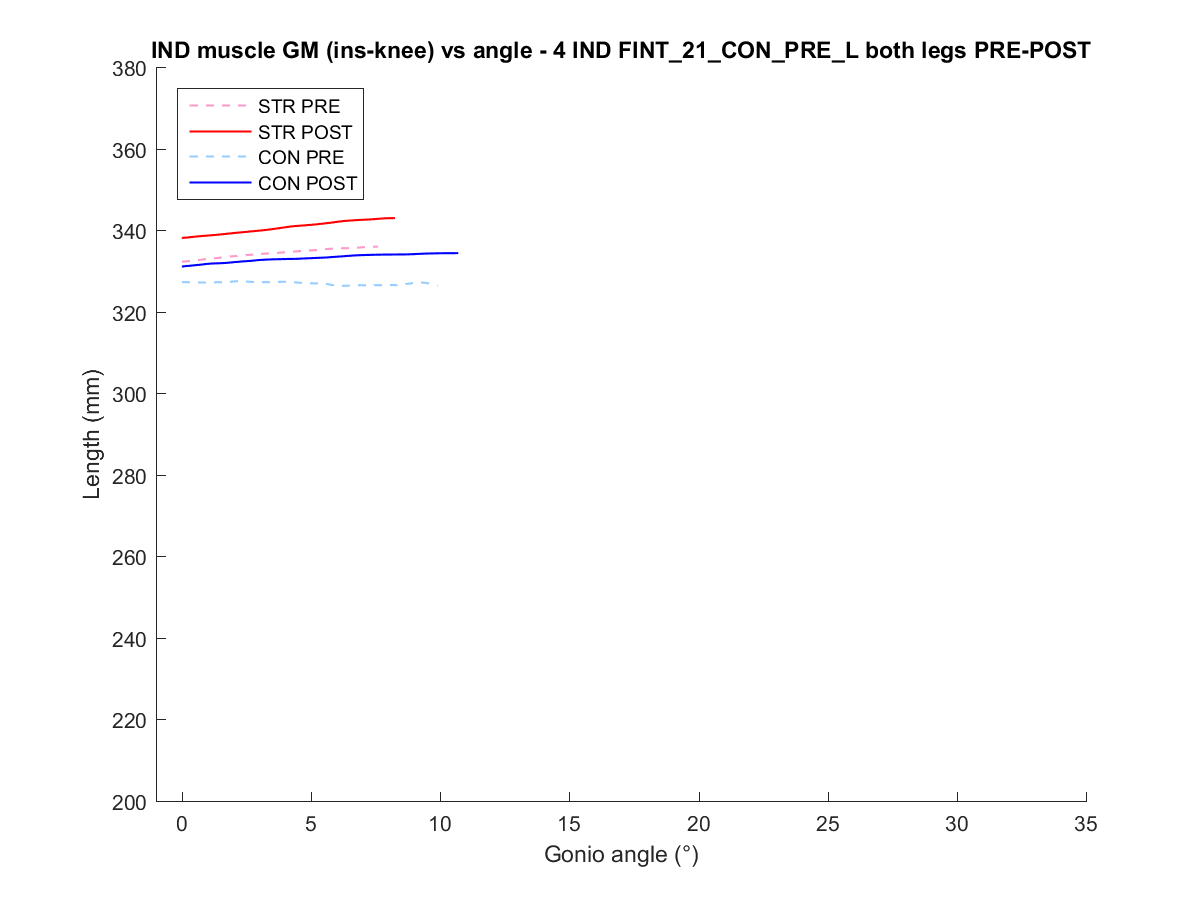 IND muscle GM (ins-knee) vs angle - 4 IND FINT_21_CON_PRE_L both legs PRE-POST
STR PRE
STR POST
CON PRE
CON POST
380
360
340
320
300
280
260
240
220
200
Length (mm)
0 5 10 15 20 25 30 35
Gonio angle (°)